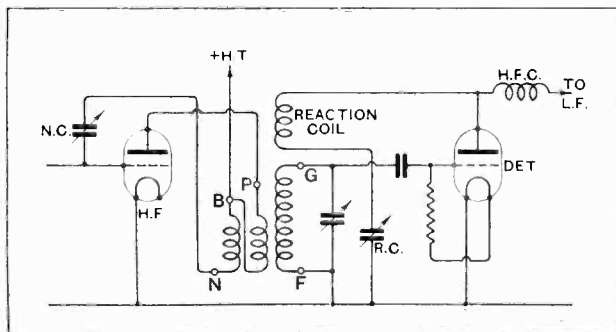 +H.T
H.F.C.
TO
L.F.
N.C.
REACTION
COIL
P
G
DET
H.F
B
R.C.
N
F